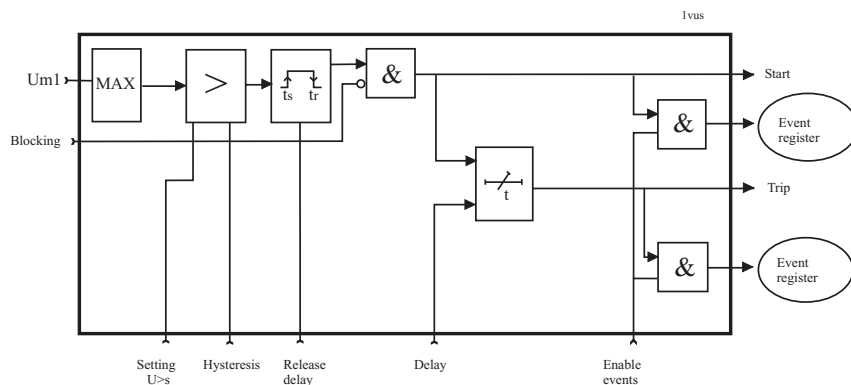 1vus
Um1
MAX
>
ts
tr
&
Start
Blocking
&
Event
register
t
Trip
&
Event
register
Setting
U>s
Hysteresis
Release
delay
Delay
Enable
events